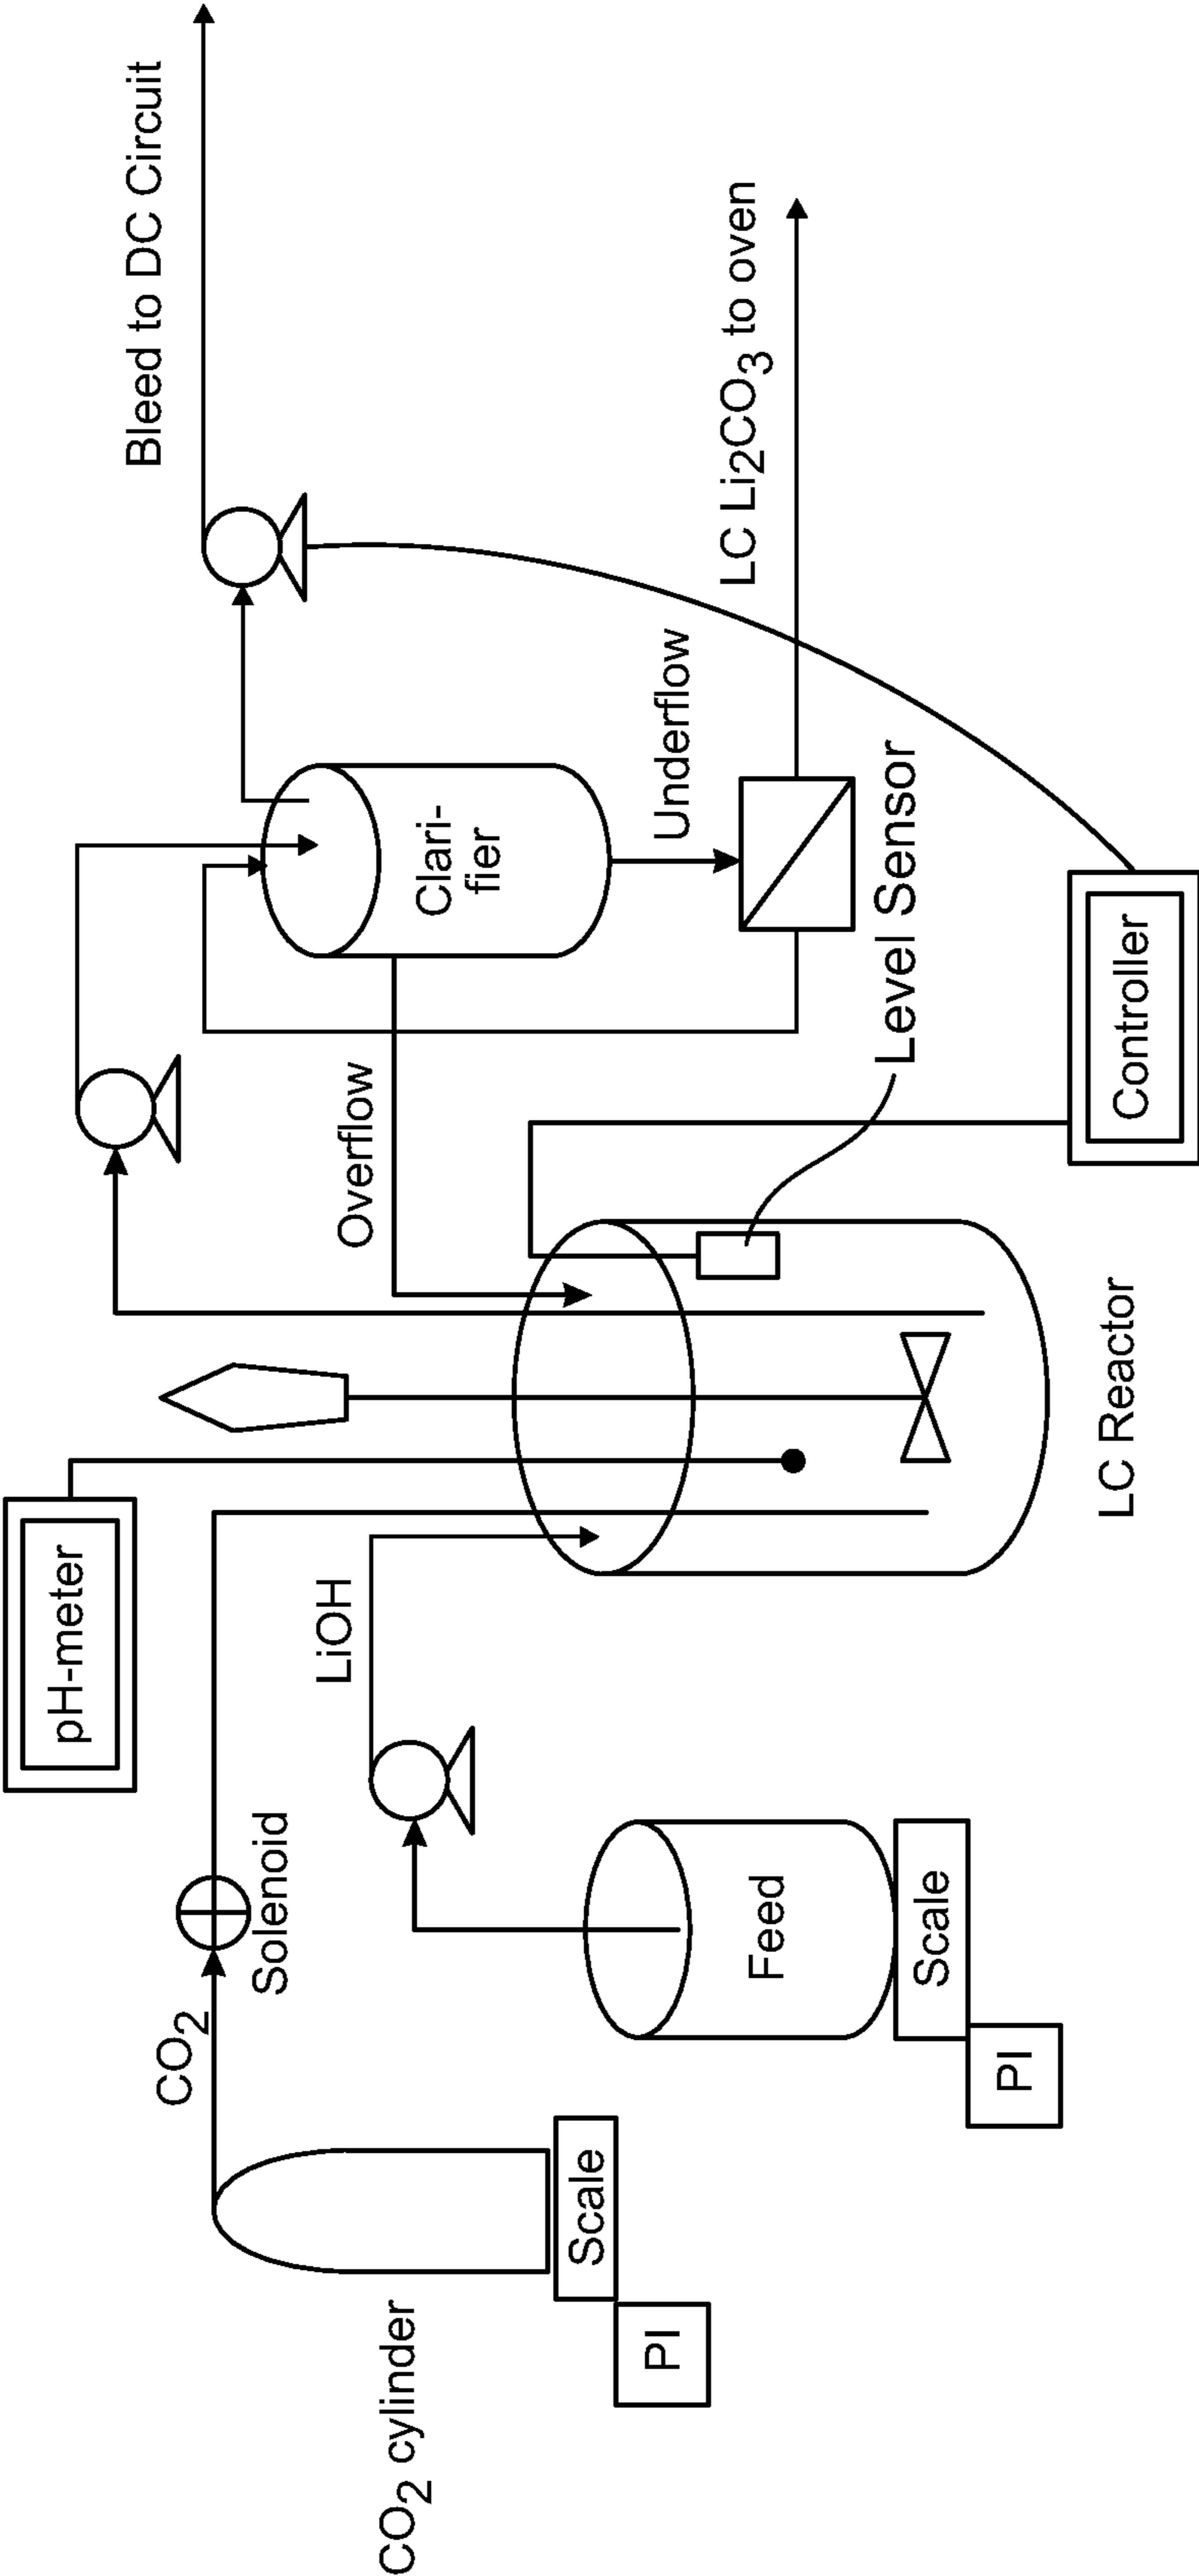 CO2 cylinder
PI
Scale
CO2
Solenoid
pH-meter
PI
Scale
Feed
LiOH
LC Reactor
Overflow
Level Sensor
Controller
Clari-
fier
Underflow
LC Li2CO3 to oven
Bleed to DC Circuit